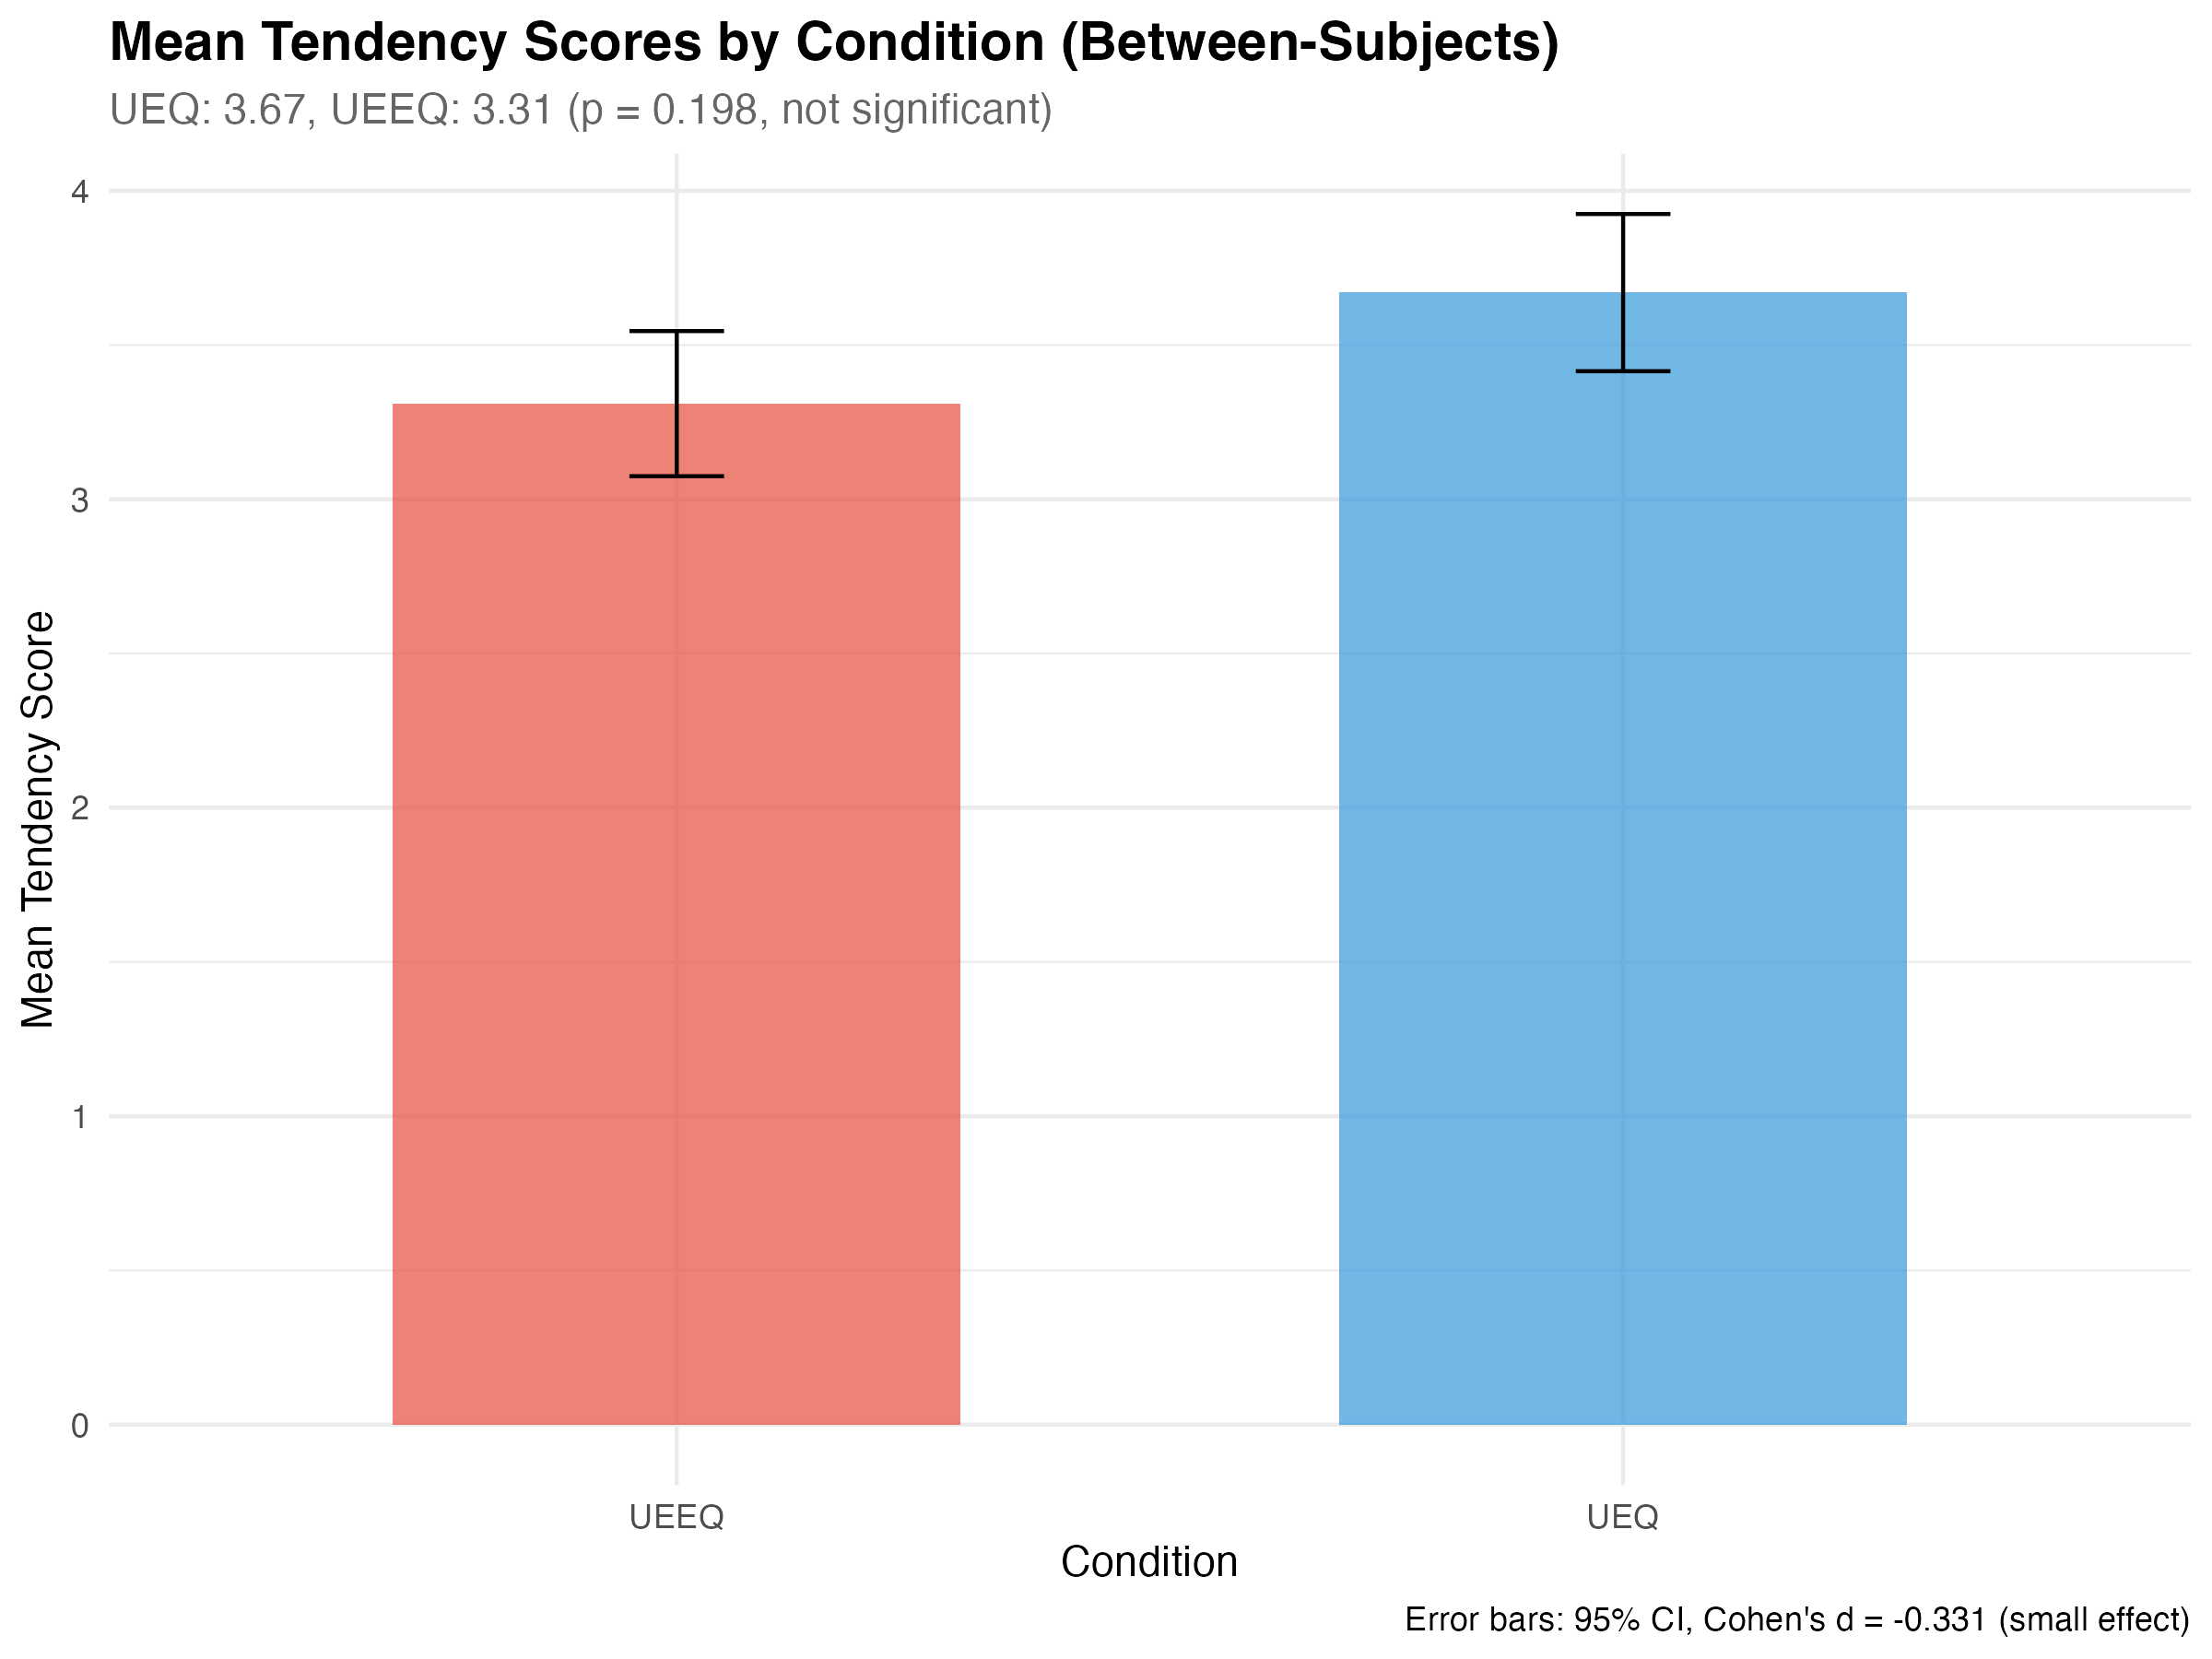 Mean Tendency Scores by Condition (Between-Subjects)
UEQ: 3.67, UEEQ: 3.31 (p = 0.198, not significant)
Mean Tendency Score
4
3
2
1
0
UEEQ
UEQ
Condition
Error bars: 95% CI, Cohen's d = -0.331 (small effect)